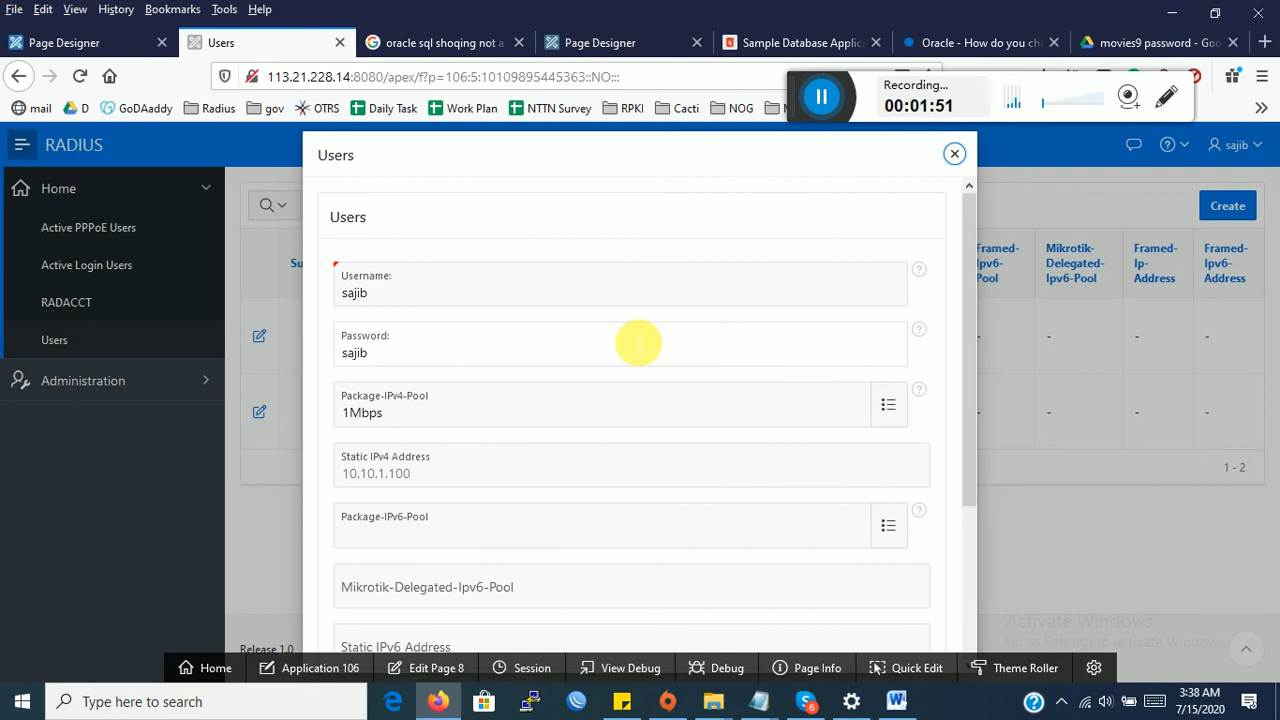 File Edit View History Bookmarks Tools Help
Page Designer
Users
oracle sql shoqing not a
Page Designer
Sample Database Applic
Oracle - How do you cha
movies9 password - Goo
113.21.228.14:8080/apex/f?p=106:5:10109895445363::NO:::
Recording...
00:01:51
mail D GoDAaddy Radius gov OTRS Daily Task Work Plan NTTN Survey RPKI Cacti NOG
RADIUS
sajib
Home
Active PPPoE Users
Active Login Users
RADACCT
Users
Administration
Users
Users
Username:
sajib
Password:
sajib
Package-IPv4-Pool
1Mbps
Static IPv4 Address
10.10.1.100
Package-IPv6-Pool
Mikrotik-Delegated-Ipv6-Pool
Static IPv6 Address
Create
Su
Framed-Ipv6-Pool
Mikrotik-Delegated-Ipv6-Pool
Framed-Ip-Address
Framed-Ipv6-Address
- - - -
- - - -
1 - 2
Activate Windows
Go to Settings to activate Windows.
Release 1.0
Home Application 106 Edit Page 8 Session View Debug Debug Page Info Quick Edit Theme Roller
Type here to search
6
3:38 AM
7/15/2020